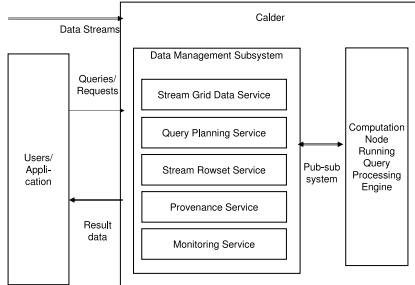 Calder
Data Streams
Data Management Subsystem
Queries/
Requests
Stream Grid Data Service
Query Planning Service
Stream Rowset Service
Provenance Service
Monitoring Service
Users/
Appli-
cation
Result
data
Pub-sub
system
Computation
Node
Running
Query
Processing
Engine